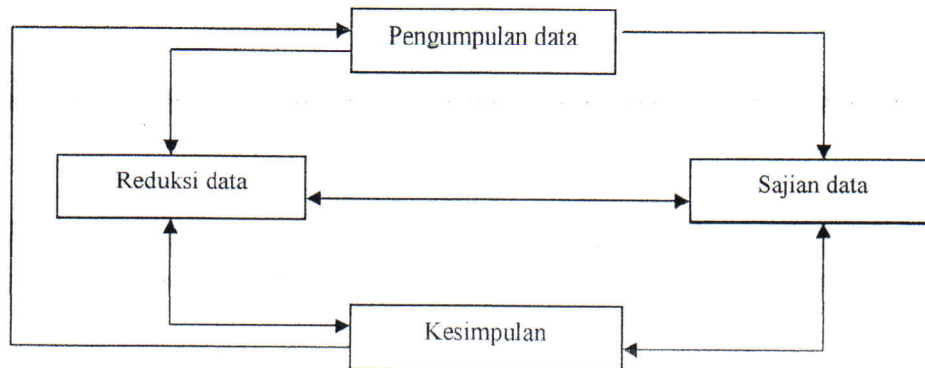 Pengumpulan data
Reduksi data
Sajian data
Kesimpulan